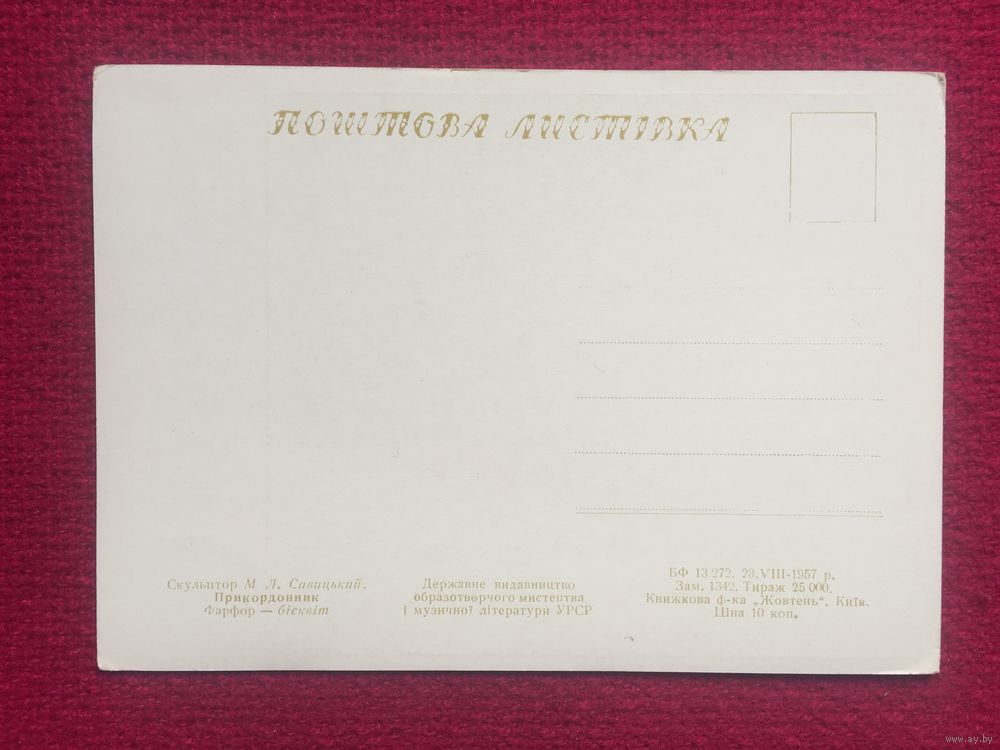 ПОШТОВА ЛИСТІВКА
Скульптор М. Л. Савицький.
Прикордонник
Фарфор — бісквіт
Державне видавництво
образотворчого мистецтва
і музичної літератури УРСР
БФ 13 272. 23.VIII-1957 р.
Зам. 1342. Тираж 25 000.
Книжкова ф-ка „Жовтень“, Київ.
Ціна 10 коп.
www.ay.by